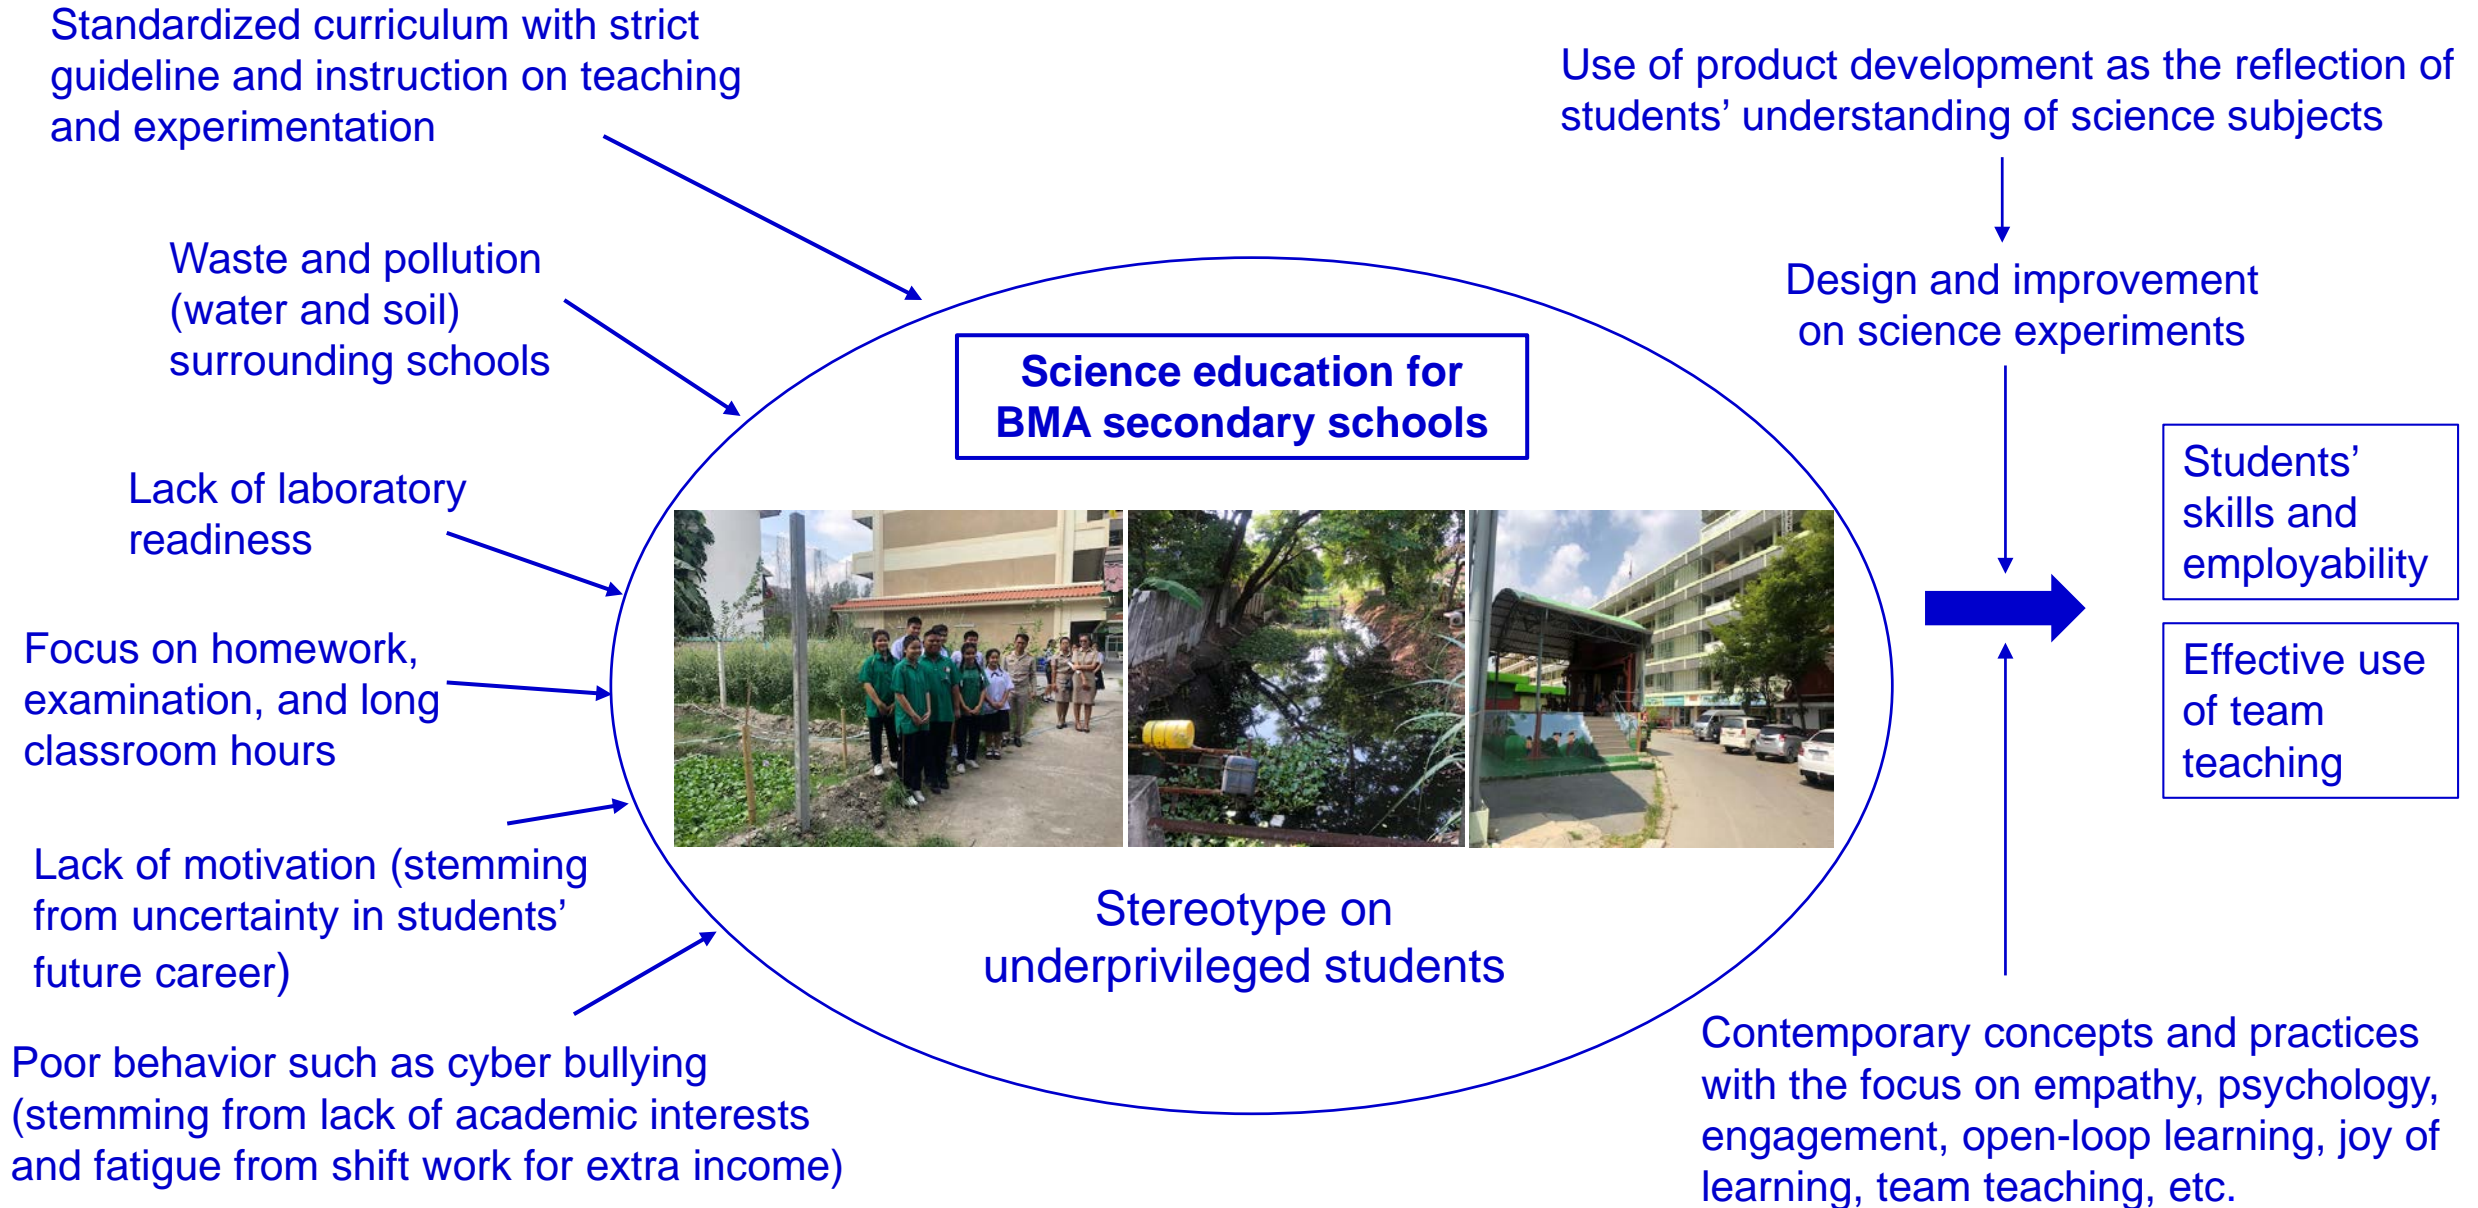 Standardized curriculum with strict
guideline and instruction on teaching
and experimentation
Waste and pollution
(water and soil)
surrounding schools
Lack of laboratory
readiness
Focus on homework,
examination, and long
classroom hours
Lack of motivation (stemming
from uncertainty in students’
future career)
Poor behavior such as cyber bullying
(stemming from lack of academic interests
and fatigue from shift work for extra income)
Science education for
BMA secondary schools
Stereotype on
underprivileged students
Use of product development as the reflection of
students’ understanding of science subjects
Design and improvement
on science experiments
Students’
skills and
employability
Effective use
of team
teaching
Contemporary concepts and practices
with the focus on empathy, psychology,
engagement, open-loop learning, joy of
learning, team teaching, etc.